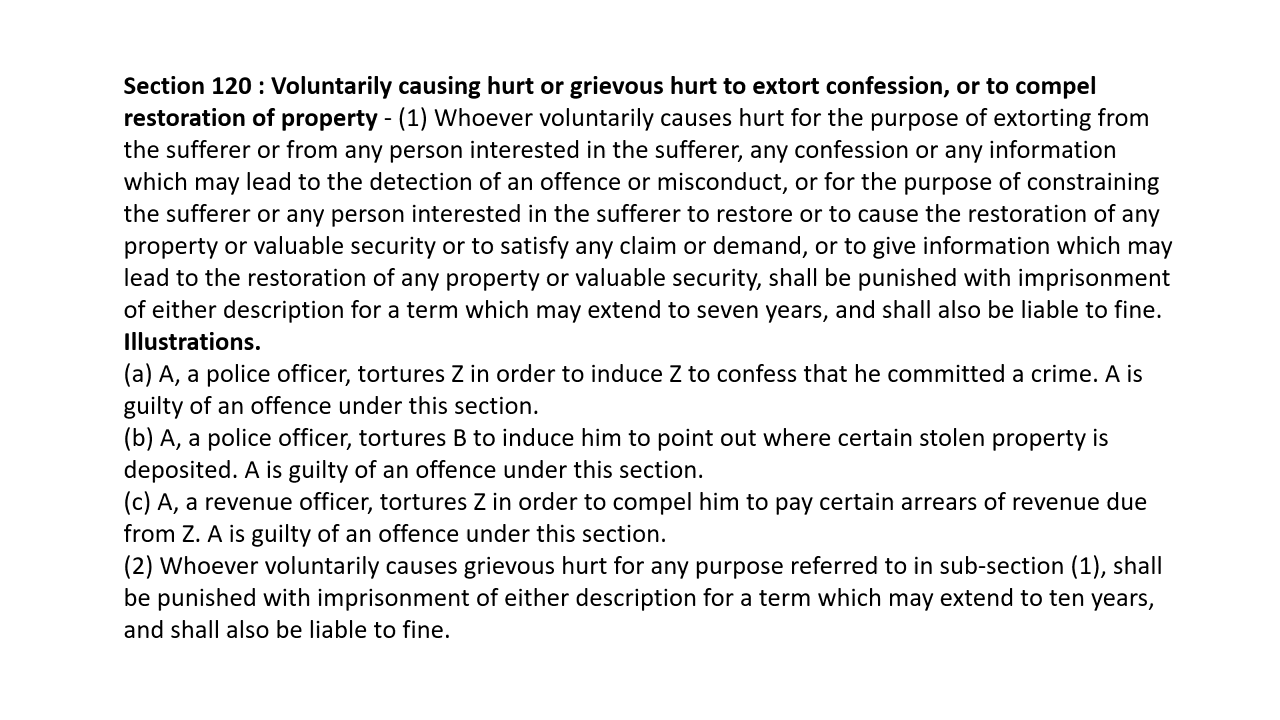 Section 120 : Voluntarily causing hurt or grievous hurt to extort confession, or to compel
restoration of property - (1) Whoever voluntarily causes hurt for the purpose of extorting from
the sufferer or from any person interested in the sufferer, any confession or any information
which may lead to the detection of an offence or misconduct, or for the purpose of constraining
the sufferer or any person interested in the sufferer to restore or to cause the restoration of any
property or valuable security or to satisfy any claim or demand, or to give information which may
lead to the restoration of any property or valuable security, shall be punished with imprisonment
of either description for a term which may extend to seven years, and shall also be liable to fine.
Illustrations.
(a) A, a police officer, tortures Z in order to induce Z to confess that he committed a crime. A is
guilty of an offence under this section.
(b) A, a police officer, tortures B to induce him to point out where certain stolen property is
deposited. A is guilty of an offence under this section.
(c) A, a revenue officer, tortures Z in order to compel him to pay certain arrears of revenue due
from Z. A is guilty of an offence under this section.
(2) Whoever voluntarily causes grievous hurt for any purpose referred to in sub-section (1), shall
be punished with imprisonment of either description for a term which may extend to ten years,
and shall also be liable to fine.